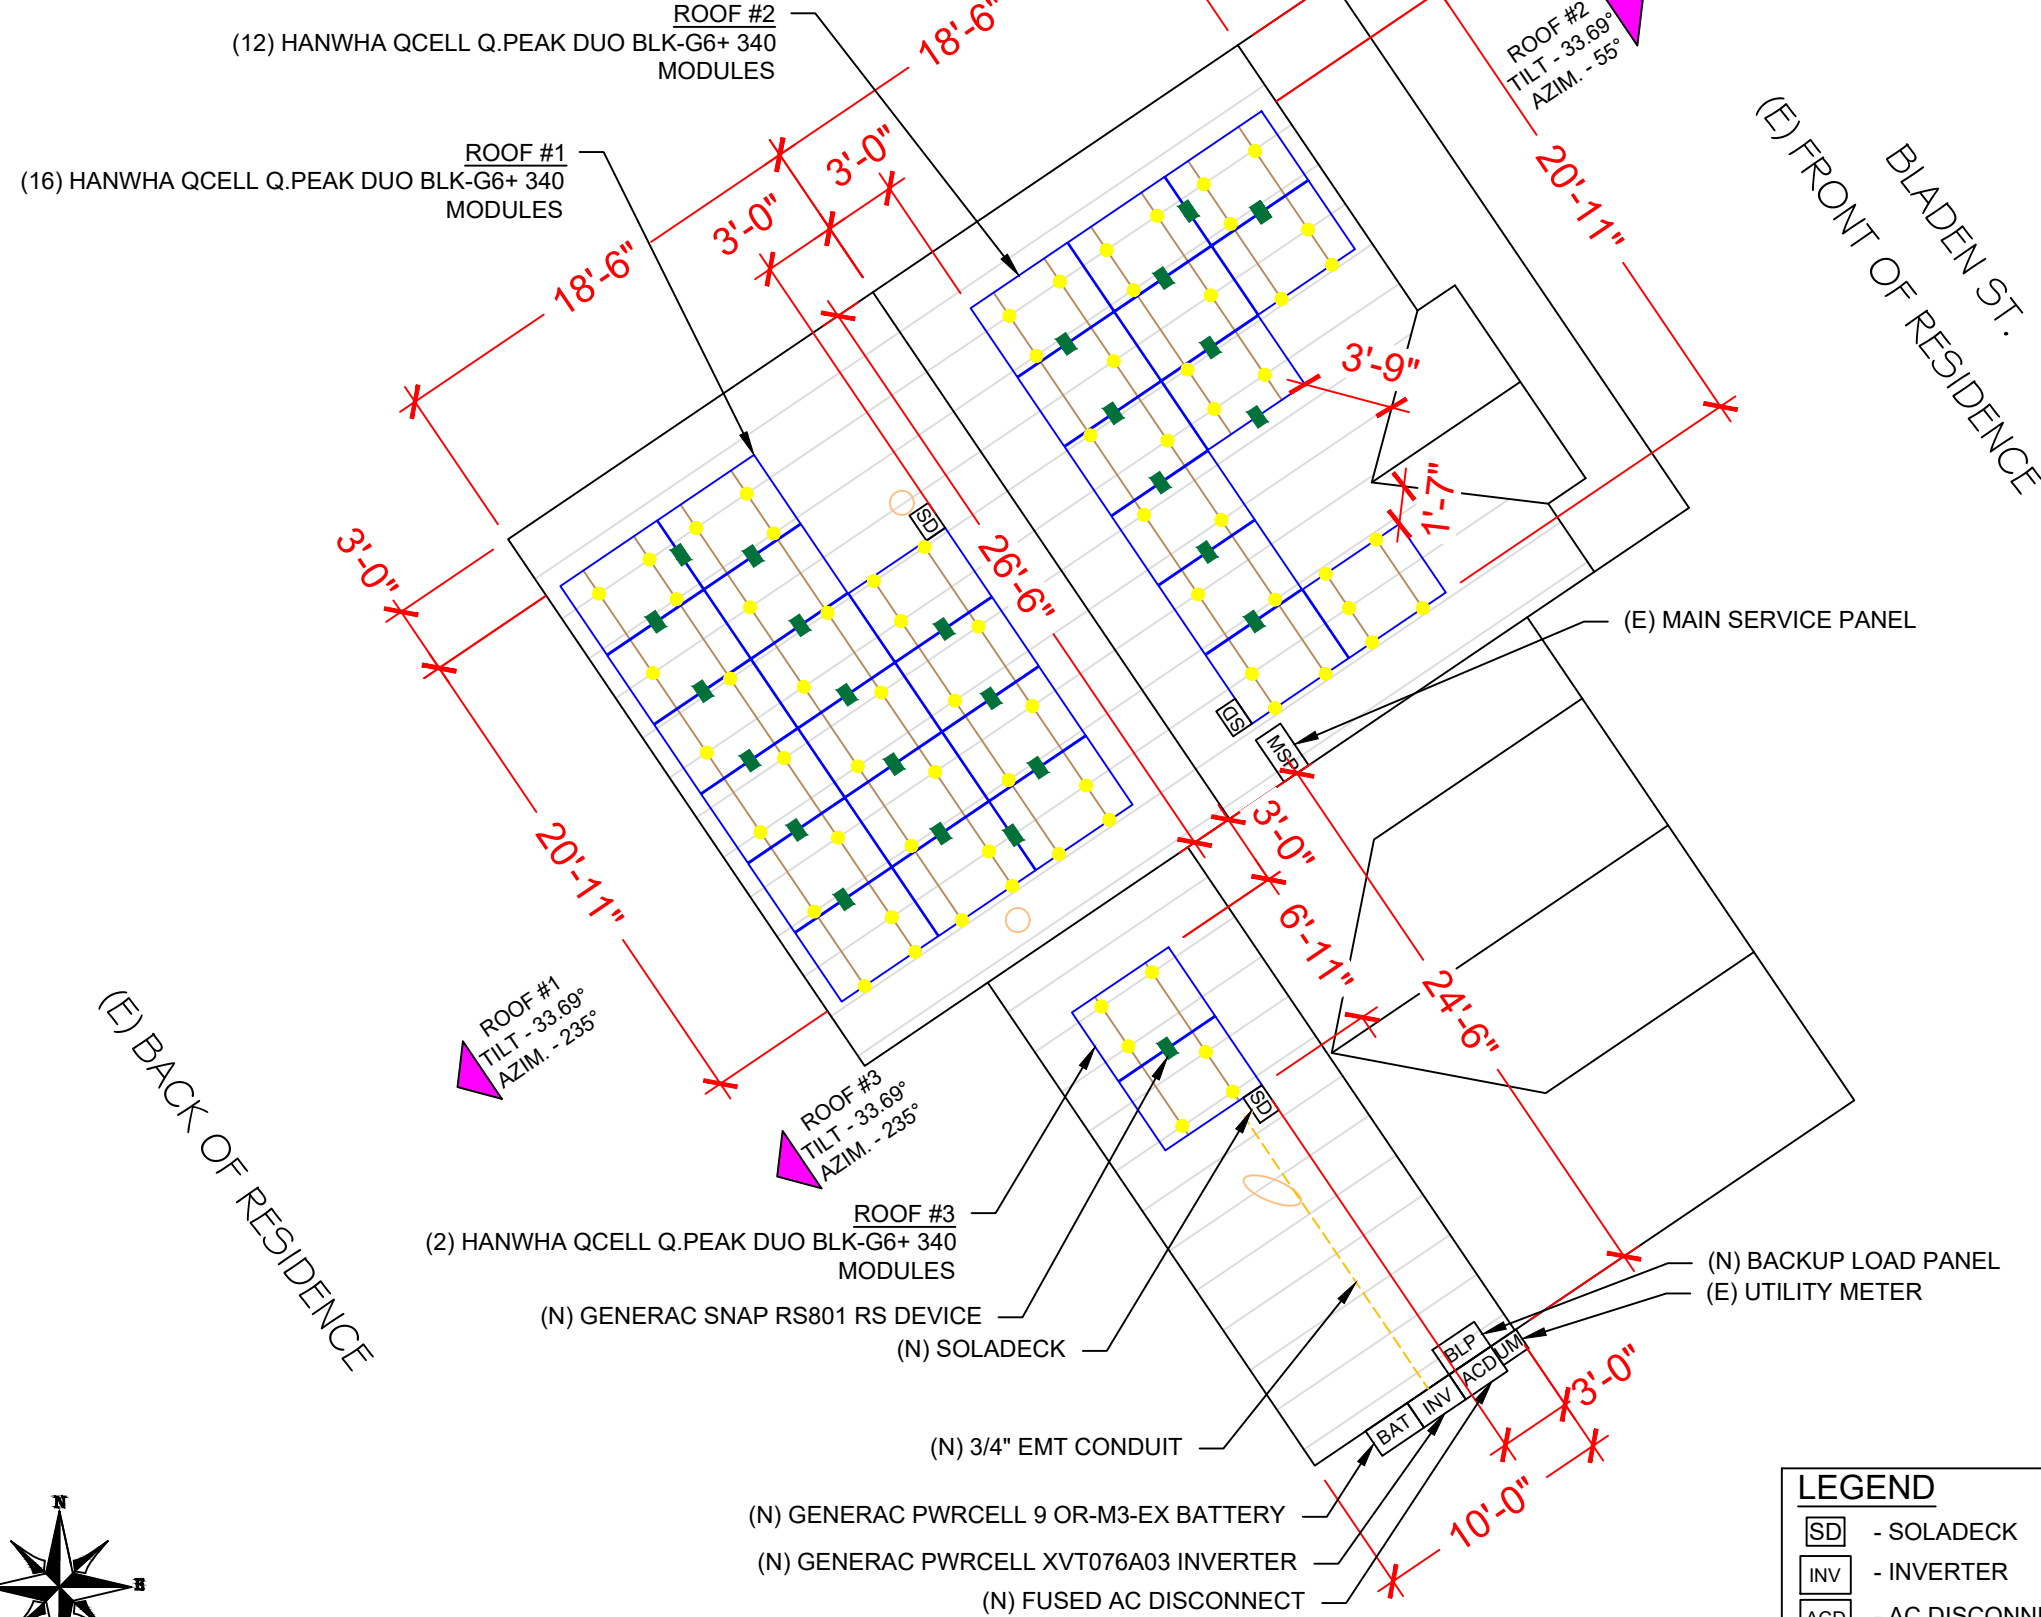 ROOF #2
(12) HANWHA QCELL Q.PEAK DUO BLK-G6+ 340
MODULES
ROOF #1
(16) HANWHA QCELL Q.PEAK DUO BLK-G6+ 340
MODULES
18'-6"
ROOF #2
TILT - 33.69°
AZIM. - 55°
(E) FRONT OF RESIDENCE
BLADEN ST.
18'-6"
3'-0"
3'-0"
20'-11"
3'-9"
1'-7"
3'-0"
SD
26'-6"
(E) MAIN SERVICE PANEL
SD
MSP
20'-11"
3'-0"
6'-11"
24'-6"
(E) BACK OF RESIDENCE
ROOF #1
TILT - 33.69°
AZIM. - 235°
ROOF #3
TILT - 33.69°
AZIM. - 235°
SD
ROOF #3
(2) HANWHA QCELL Q.PEAK DUO BLK-G6+ 340
MODULES
(N) GENERAC SNAP RS801 RS DEVICE
(N) SOLADECK
(N) BACKUP LOAD PANEL
(E) UTILITY METER
BLP
UM
ACD
INV
BAT
3'-0"
10'-0"
(N) 3/4" EMT CONDUIT
(N) GENERAC PWRCELL 9 OR-M3-EX BATTERY
(N) GENERAC PWRCELL XVT076A03 INVERTER
(N) FUSED AC DISCONNECT
N
LEGEND
SD - SOLADECK
INV - INVERTER
ACD - AC DISCONNE